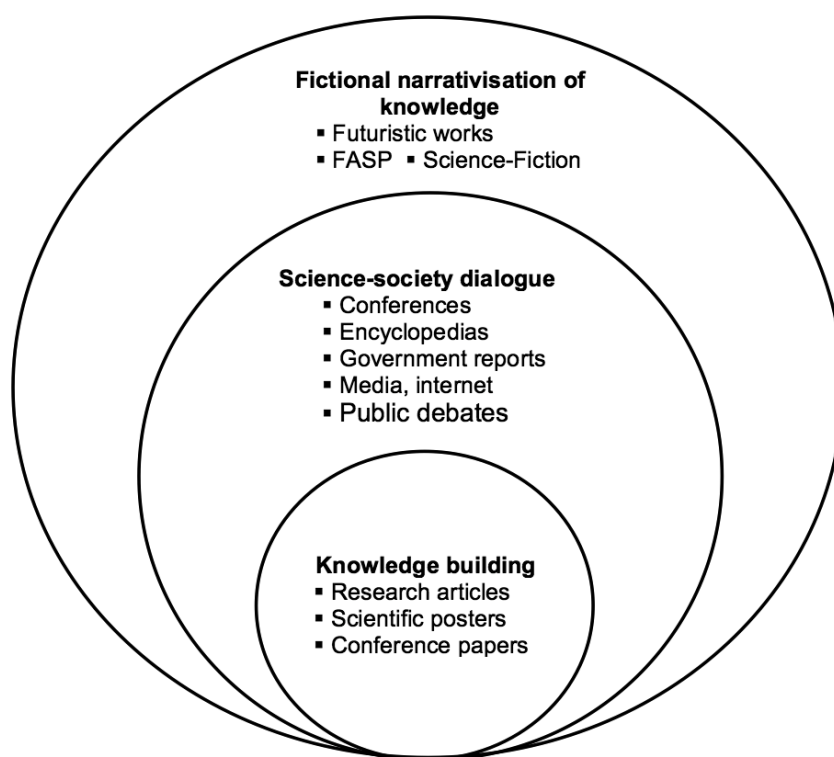 Fictional narrativisation of
knowledge
▪ Futuristic works
▪ FASP ▪ Science-Fiction
Science-society dialogue
▪ Conferences
▪ Encyclopedias
▪ Government reports
▪ Media, internet
▪ Public debates
Knowledge building
▪ Research articles
▪ Scientific posters
▪ Conference papers